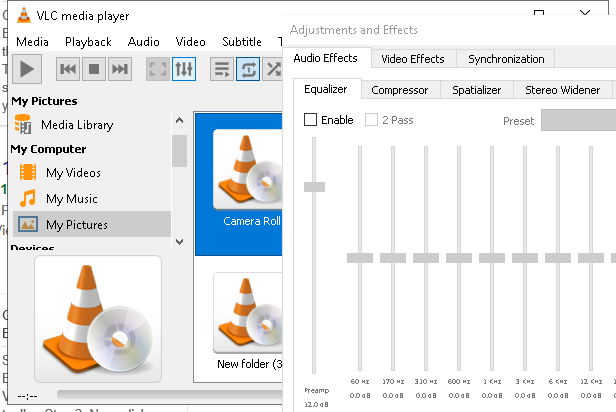 VLC media player
Media Playback Audio Video Subtitle T
My Pictures
Media Library
My Computer
My Videos
My Music
My Pictures
Devices
Camera Roll
New folder (3
--:--
Adjustments and Effects
Audio Effects Video Effects Synchronization
Equalizer Compressor Spatializer Stereo Widener
Enable 2 Pass Preset
60 Hz 170 Hz 310 Hz 600 Hz 1 KHz 3 KHz 6 KHz 12 KHz
Preamp 0.0 dB 0.0 dB 0.0 dB 0.0 dB 0.0 dB 0.0 dB 0.0 dB 0.0 dB
12.0 dB